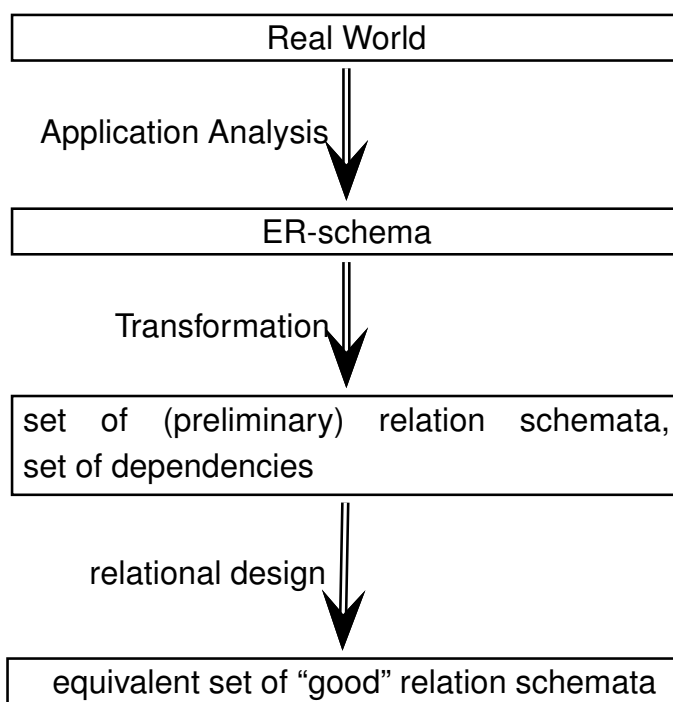 Real World
Application Analysis
ER-schema
Transformation
set of (preliminary) relation schemata,
set of dependencies
relational design
equivalent set of “good” relation schemata